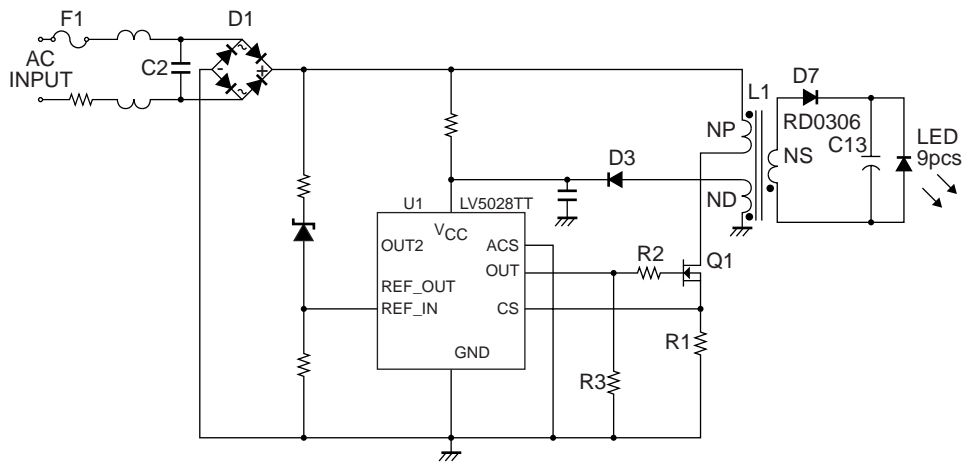 F1
D1
AC
INPUT
C2
~
~
-
+
L1
D7
RD0306
C13
LED
9pcs
NP
NS
ND
D3
U1
LV5028TT
VCC
OUT2
ACS
OUT
REF_OUT
REF_IN
CS
GND
R2
Q1
R1
R3